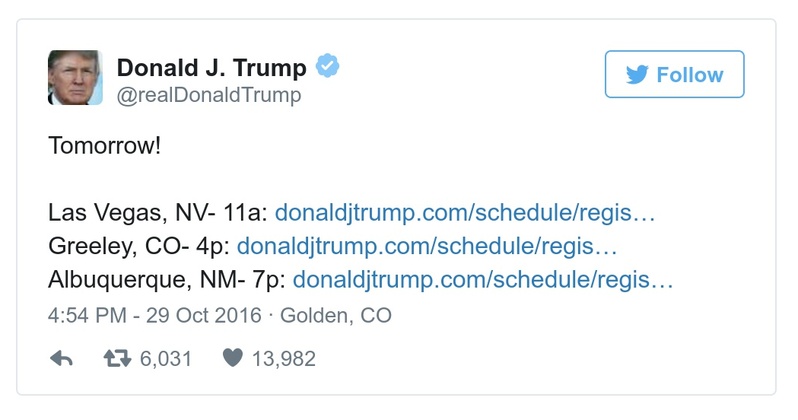 Donald J. Trump
@realDonaldTrump
Follow
Tomorrow!
Las Vegas, NV- 11a: donaldjtrump.com/schedule/regis…
Greeley, CO- 4p: donaldjtrump.com/schedule/regis…
Albuquerque, NM- 7p: donaldjtrump.com/schedule/regis…
4:54 PM - 29 Oct 2016 · Golden, CO
6,031 13,982